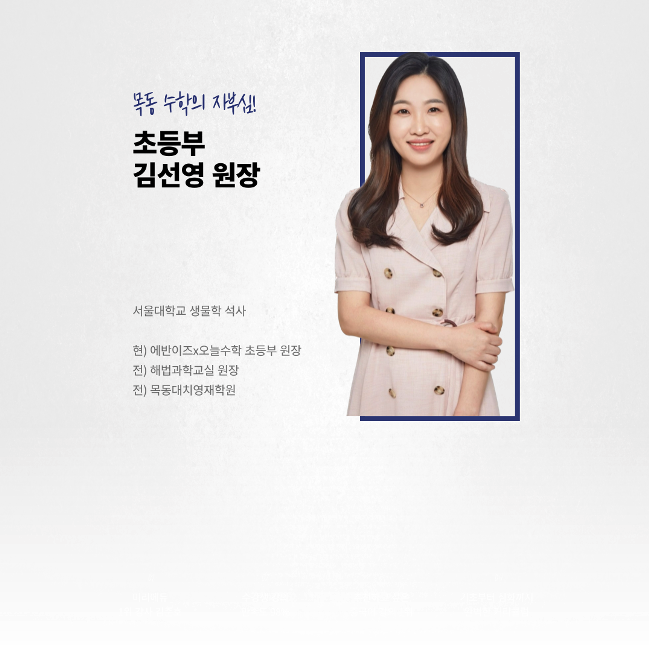 목동 수학의 자부심!
초등부
김선영 원장
서울대학교 생물학 석사
현) 에반이즈x오늘수학 초등부 원장
전) 해법과학교실 원장
전) 목동대치영재학원